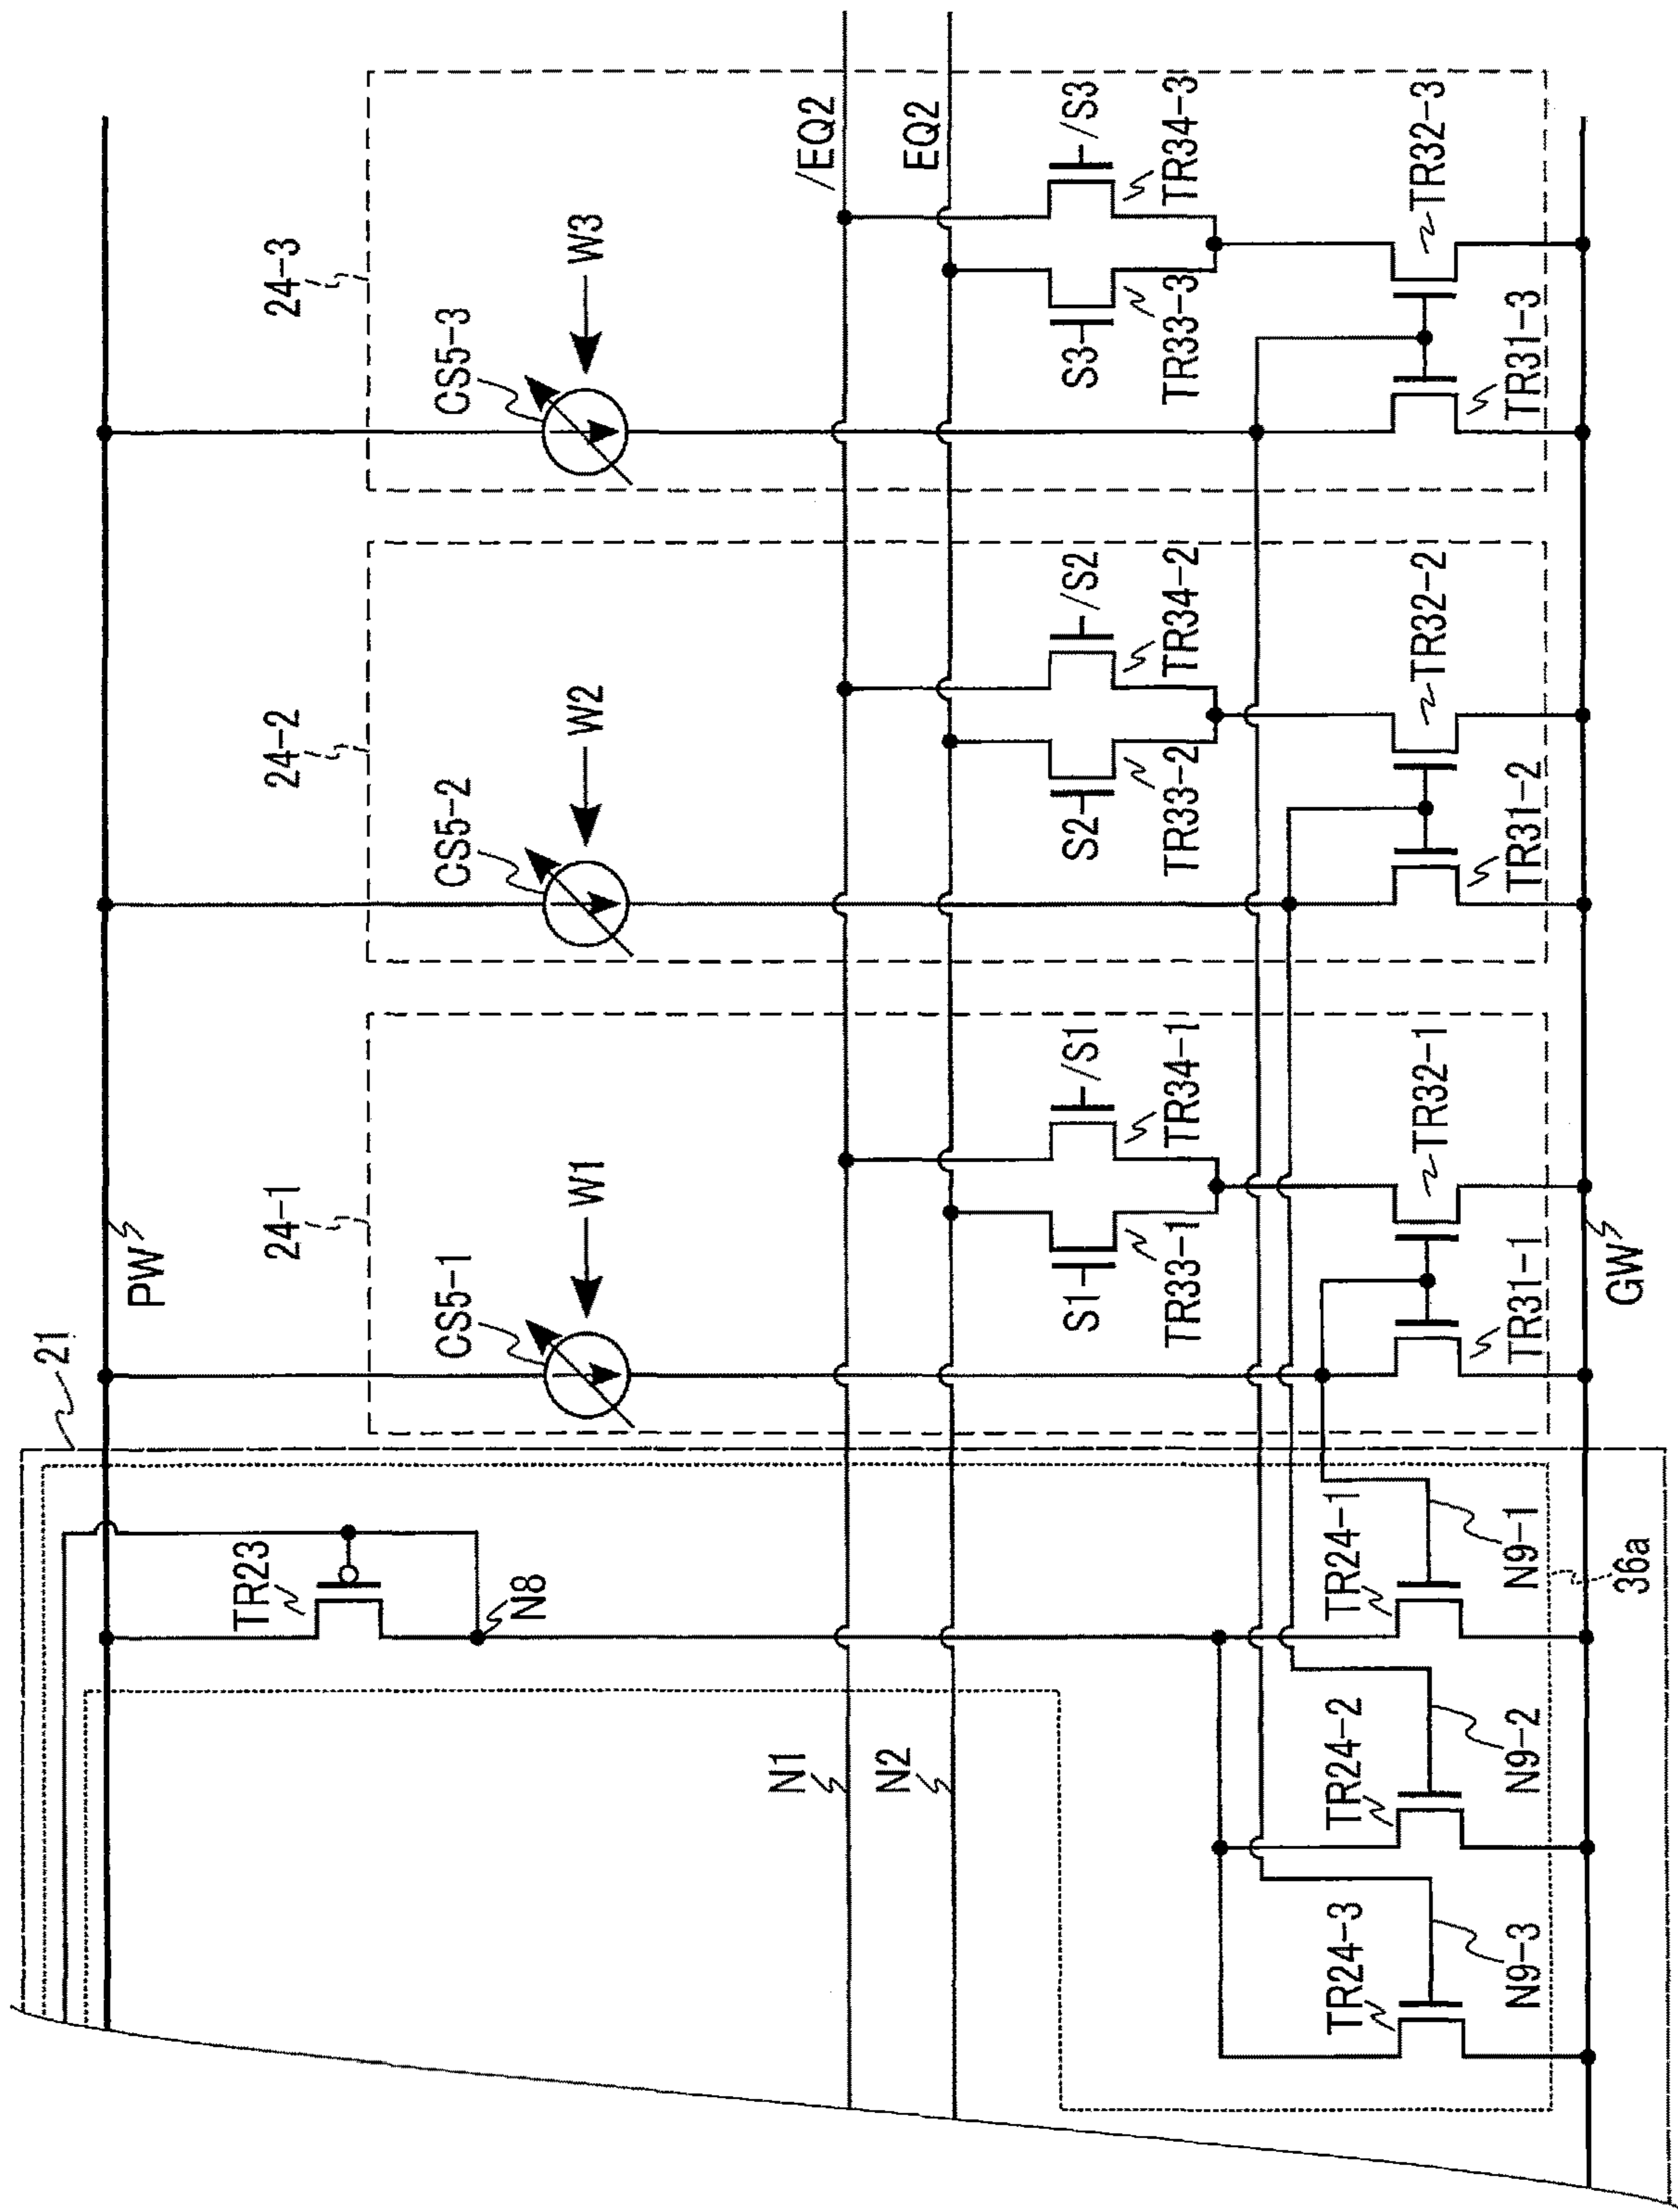 24-3
24-2
24-1
21
PW
CS5-3
W3
CS5-2
W2
CS5-1
W1
TR23
N8
/EQ2
EQ2
N1
N2
S3
/S3
TR33-3
TR34-3
S2
/S2
TR33-2
TR34-2
S1
/S1
TR33-1
TR34-1
TR31-3
TR32-3
TR31-2
TR32-2
TR31-1
TR32-1
TR24-1
TR24-2
TR24-3
N9-1
N9-2
N9-3
GW
36a